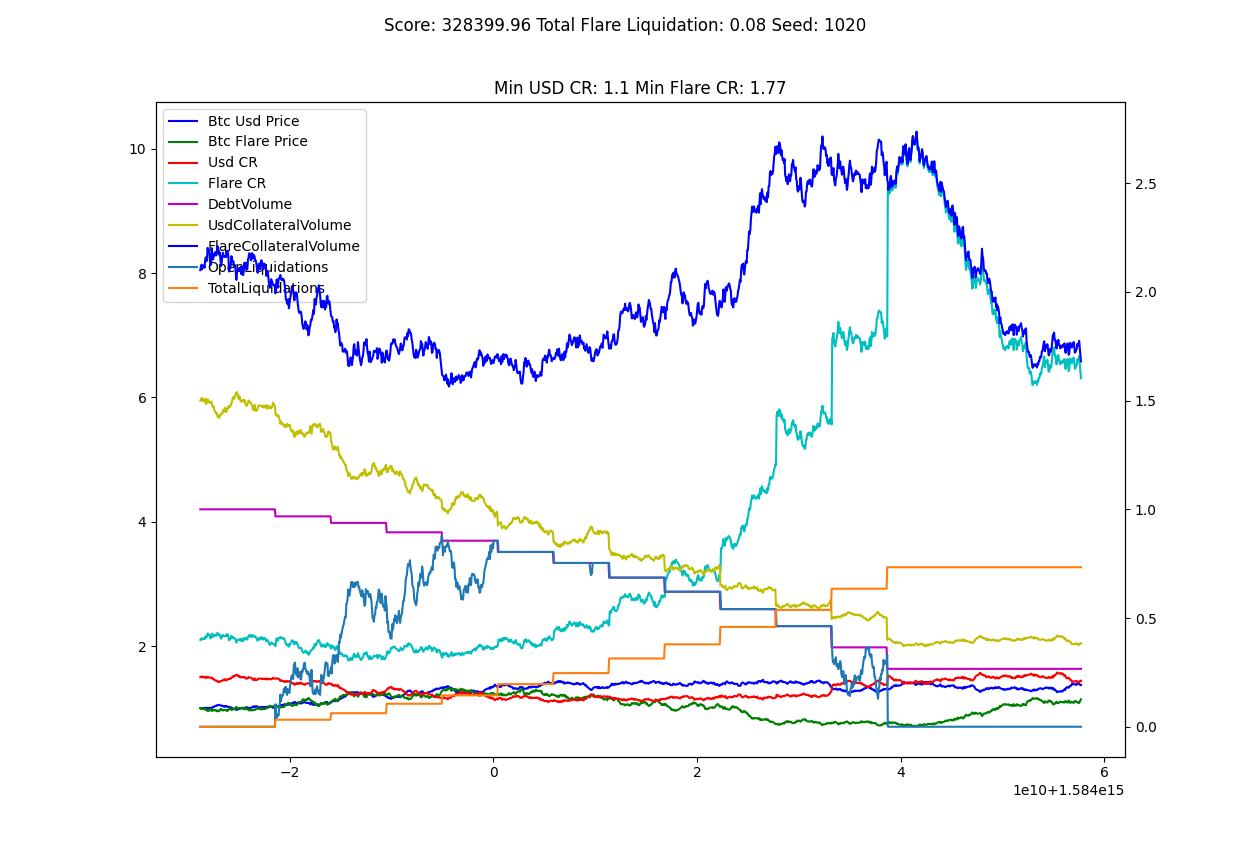 Score: 328399.96 Total Flare Liquidation: 0.08 Seed: 1020
Min USD CR: 1.1 Min Flare CR: 1.77
Btc Usd Price
Btc Flare Price
Usd CR
Flare CR
DebtVolume
UsdCollateralVolume
FlareCollateralVolume
OpenLiquidations
TotalLiquidations
10
8
6
4
2
2.5
2.0
1.5
1.0
0.5
0.0
−2
0
2
4
6
1e10+1.584e15